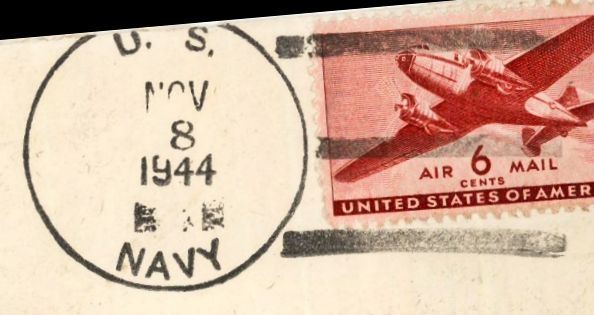 U. S.
NOV
8
1944
NAVY
AIR 6 MAIL
CENTS
UNITED STATES OF AMER